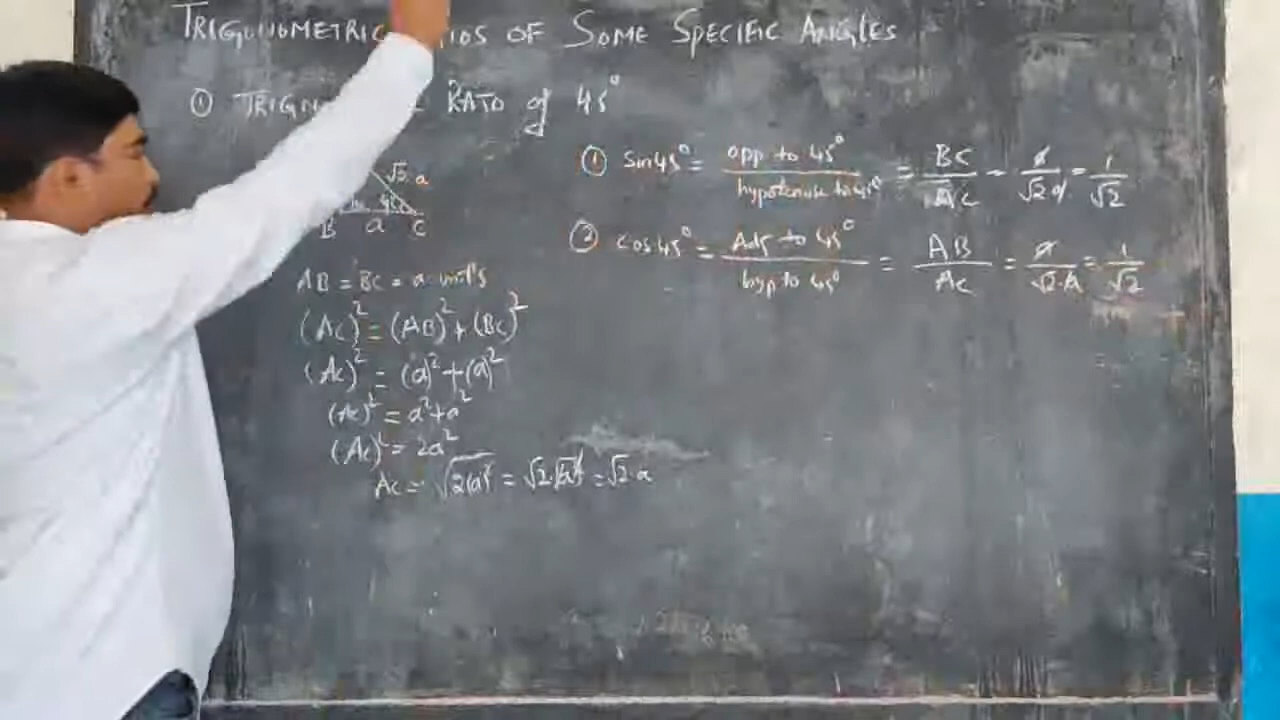 TRIGONOMETRIC OF SOME SPECIFIC ANGLES
① RATIO of 45°
√2.a
B a C
AB = BC = a units
(AC)² = (AB)² + (BC)²
(AC)² = (a)² + (a)²
(AC)² = a² + a²
(AC)² = 2a²
AC = √2(a)² = √2.(a)² = √2.a
① Sin45° = opp to 45° / hypotenuse to 45° = BC / AC = a / √2 a = 1 / √2
② Cos45° = Adj to 45° / hyp to 45° = AB / AC = a / √2.a = 1 / √2